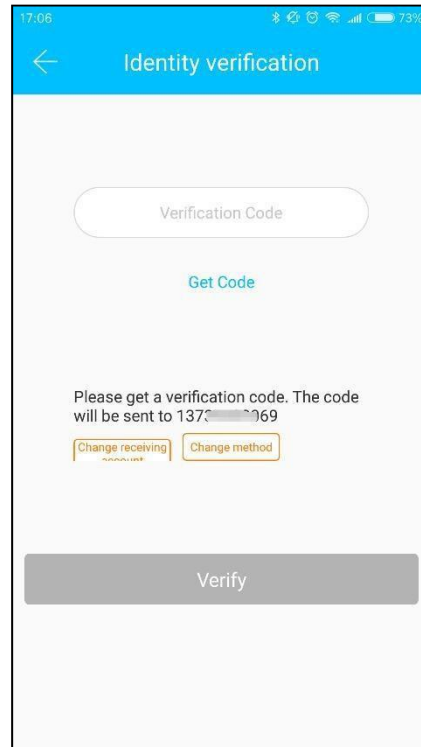 17:06
73%
Identity verification
Verification Code
Get Code
Please get a verification code. The code
will be sent to 137 069
Change receiving
account
Change method
Verify